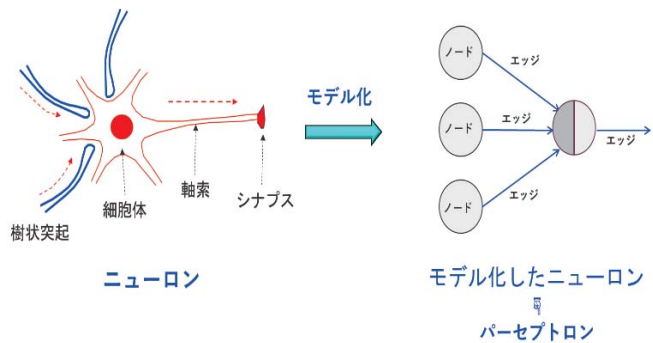 樹状突起
細胞体
軸索
シナプス
ニューロン
モデル化
ノード
エッジ
ノード
エッジ
エッジ
ノード
エッジ
モデル化したニューロン
☟
パーセプトロン